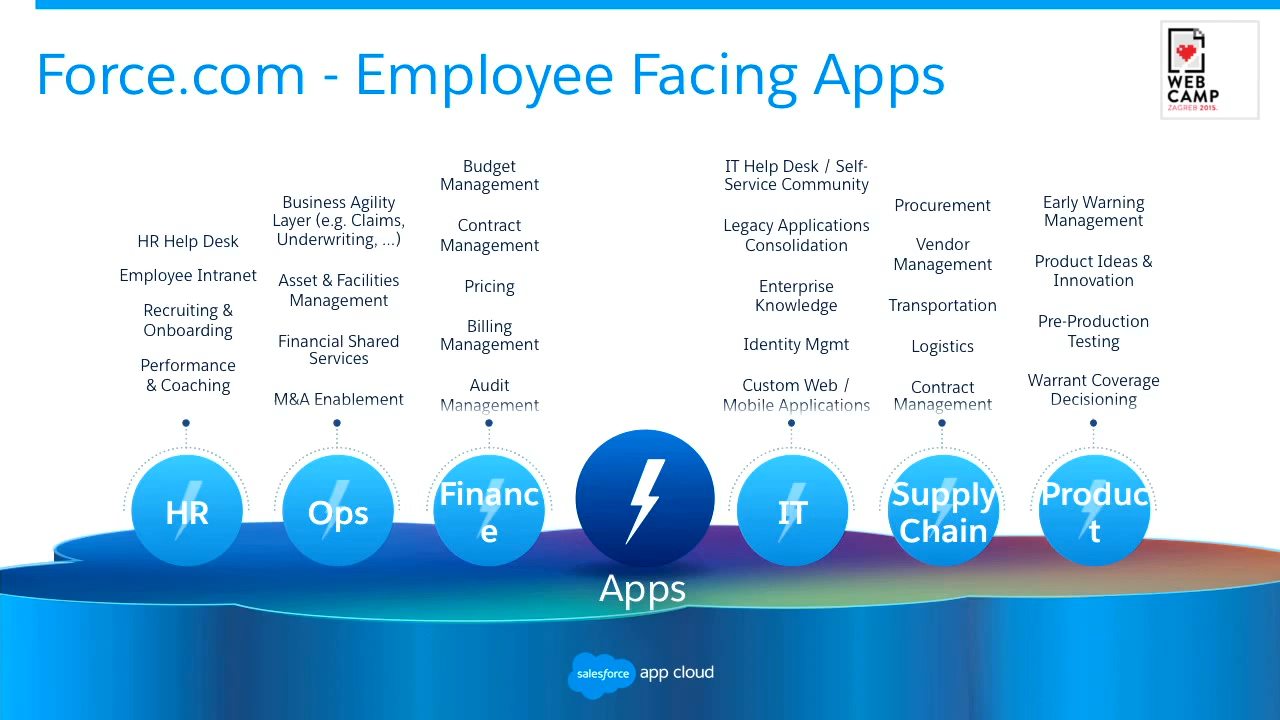 Force.com - Employee Facing Apps
WEB
CAMP
ZAGREB 2015.
HR Help Desk
Employee Intranet
Recruiting &
Onboarding
Performance
& Coaching
Business Agility
Layer (e.g. Claims,
Underwriting, ...)
Asset & Facilities
Management
Financial Shared
Services
M&A Enablement
Budget
Management
Contract
Management
Pricing
Billing
Management
Audit
Management
IT Help Desk / Self-
Service Community
Legacy Applications
Consolidation
Enterprise
Knowledge
Identity Mgmt
Custom Web /
Mobile Applications
Procurement
Vendor
Management
Transportation
Logistics
Contract
Management
Early Warning
Management
Product Ideas &
Innovation
Pre-Production
Testing
Warrant Coverage
Decisioning
HR
Ops
Financ
e
IT
Supply
Chain
Produc
t
Apps
salesforce app cloud